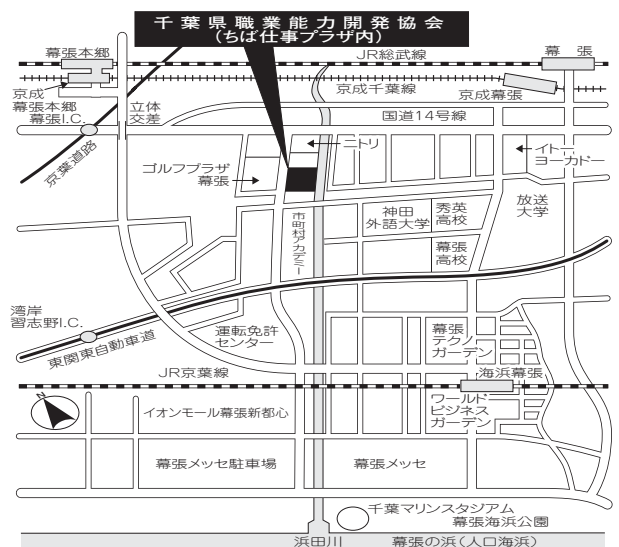 千葉県職業能力開発協会
(ちば仕事プラザ内)
JR総武線
幕張本郷
幕張
京成千葉線
京成幕張
京成
幕張本郷
幕張I.C.
立体
交差
国道14号線
京葉道路
ゴルフプラザ
幕張
ニトリ
イトー
ヨーカドー
市町村アカデミー
神田
外語大学
秀英
高校
放送
大学
幕張
高校
湾岸
習志野I.C.
東関東自動車道
運転免許
センター
幕張
テクノ
ガーデン
JR京葉線
海浜幕張
ワールド
ビジネス
ガーデン
N
イオンモール幕張新都心
幕張メッセ駐車場
幕張メッセ
千葉マリンスタジアム
幕張海浜公園
浜田川
幕張の浜(人口海浜)